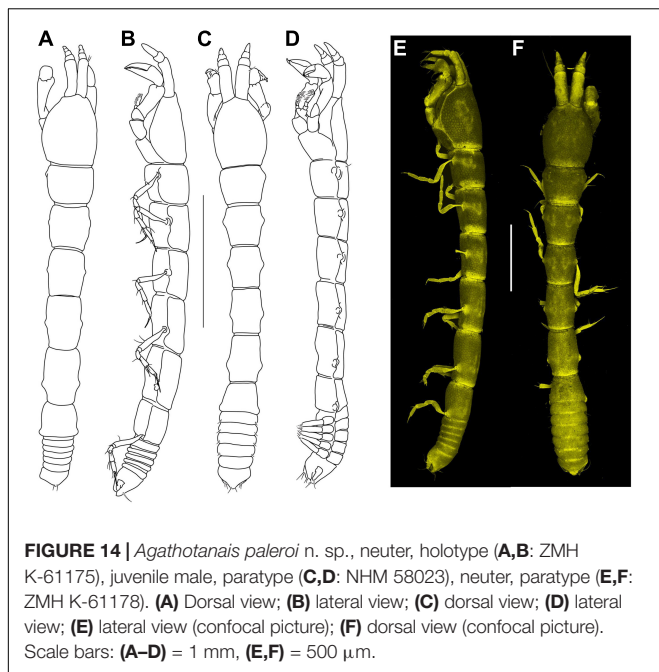 A B C D E F
FIGURE 14 | Agathotanais paleroi n. sp., neuter, holotype (A,B: ZMH
K-61175), juvenile male, paratype (C,D: NHM 58023), neuter, paratype (E,F:
ZMH K-61178). (A) Dorsal view; (B) lateral view; (C) dorsal view; (D) lateral
view; (E) lateral view (confocal picture); (F) dorsal view (confocal picture).
Scale bars: (A–D) = 1 mm, (E,F) = 500 μm.